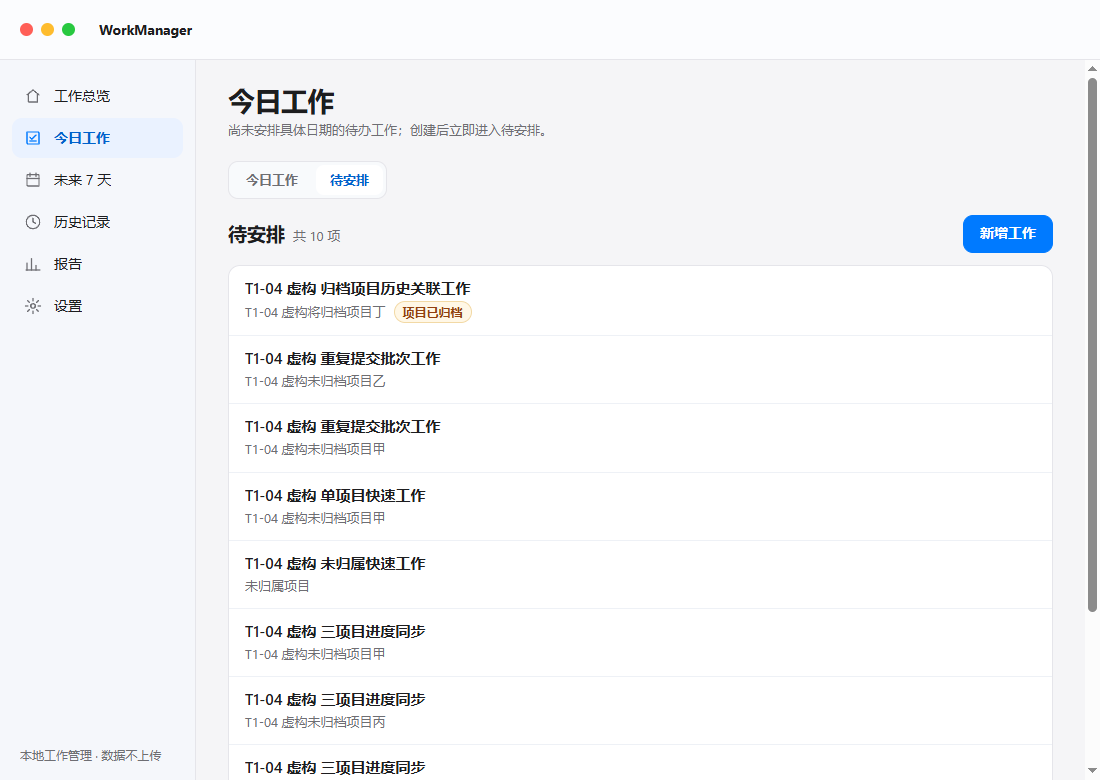 WorkManager
工作总览
今日工作
未来 7 天
历史记录
报告
设置
本地工作管理 · 数据不上传
今日工作
尚未安排具体日期的待办工作；创建后立即进入待安排。
今日工作 待安排
待安排 共 10 项 新增工作
T1-04 虚构 归档项目历史关联工作
T1-04 虚构将归档项目丁 项目已归档
T1-04 虚构 重复提交批次工作
T1-04 虚构未归档项目乙
T1-04 虚构 重复提交批次工作
T1-04 虚构未归档项目甲
T1-04 虚构 单项目快速工作
T1-04 虚构未归档项目甲
T1-04 虚构 未归属快速工作
未归属项目
T1-04 虚构 三项目进度同步
T1-04 虚构未归档项目甲
T1-04 虚构 三项目进度同步
T1-04 虚构未归档项目丙
T1-04 虚构 三项目进度同步